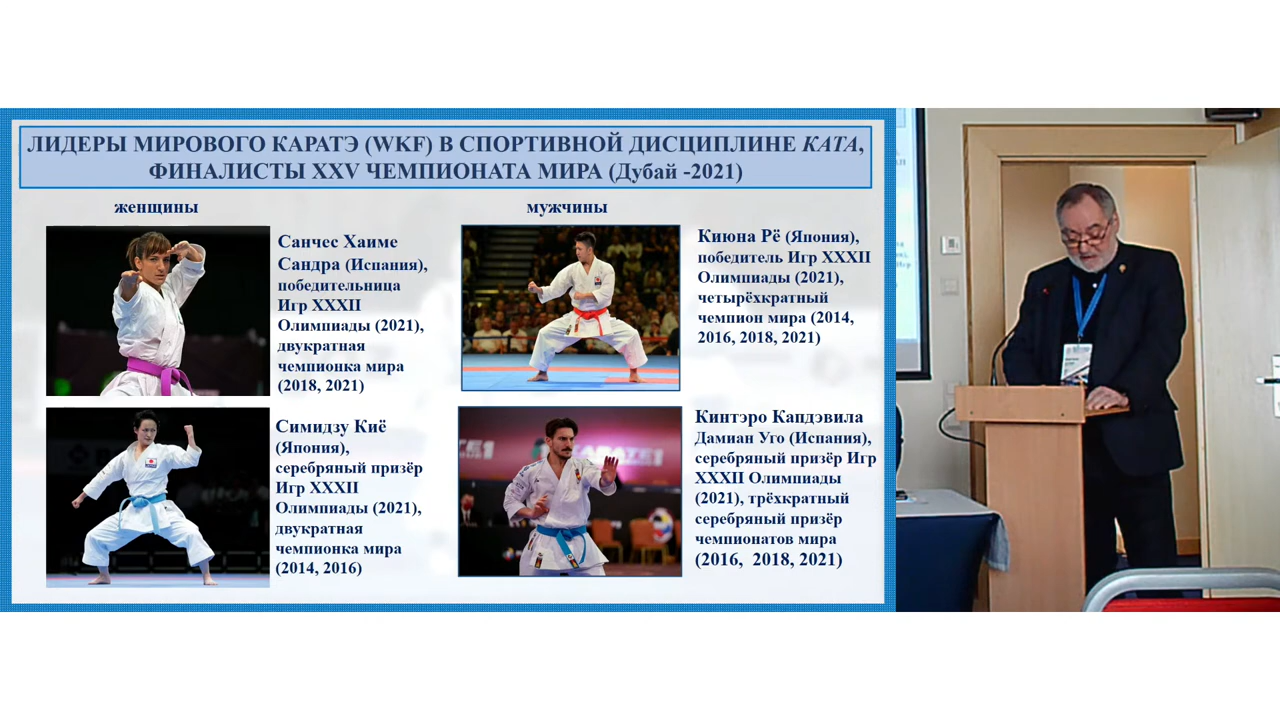 ЛИДЕРЫ МИРОВОГО КАРАТЭ (WKF) В СПОРТИВНОЙ ДИСЦИПЛИНЕ КАТА,
ФИНАЛИСТЫ XXV ЧЕМПИОНАТА МИРА (Дубай -2021)
женщины
Санчес Хаиме
Сандра (Испания),
победительница
Игр XXXII
Олимпиады (2021),
двукратная
чемпионка мира
(2018, 2021)
Симидзу Киё
(Япония),
серебряный призёр
Игр XXXII
Олимпиады (2021),
двукратная
чемпионка мира
(2014, 2016)
мужчины
Киюна Рё (Япония),
победитель Игр XXXII
Олимпиады (2021),
четырёхкратный
чемпион мира (2014,
2016, 2018, 2021)
Кинтэро Капдэвила
Дамиан Уго (Испания),
серебряный призёр Игр
XXXII Олимпиады
(2021), трёхкратный
серебряный призёр
чемпионатов мира
(2016, 2018, 2021)